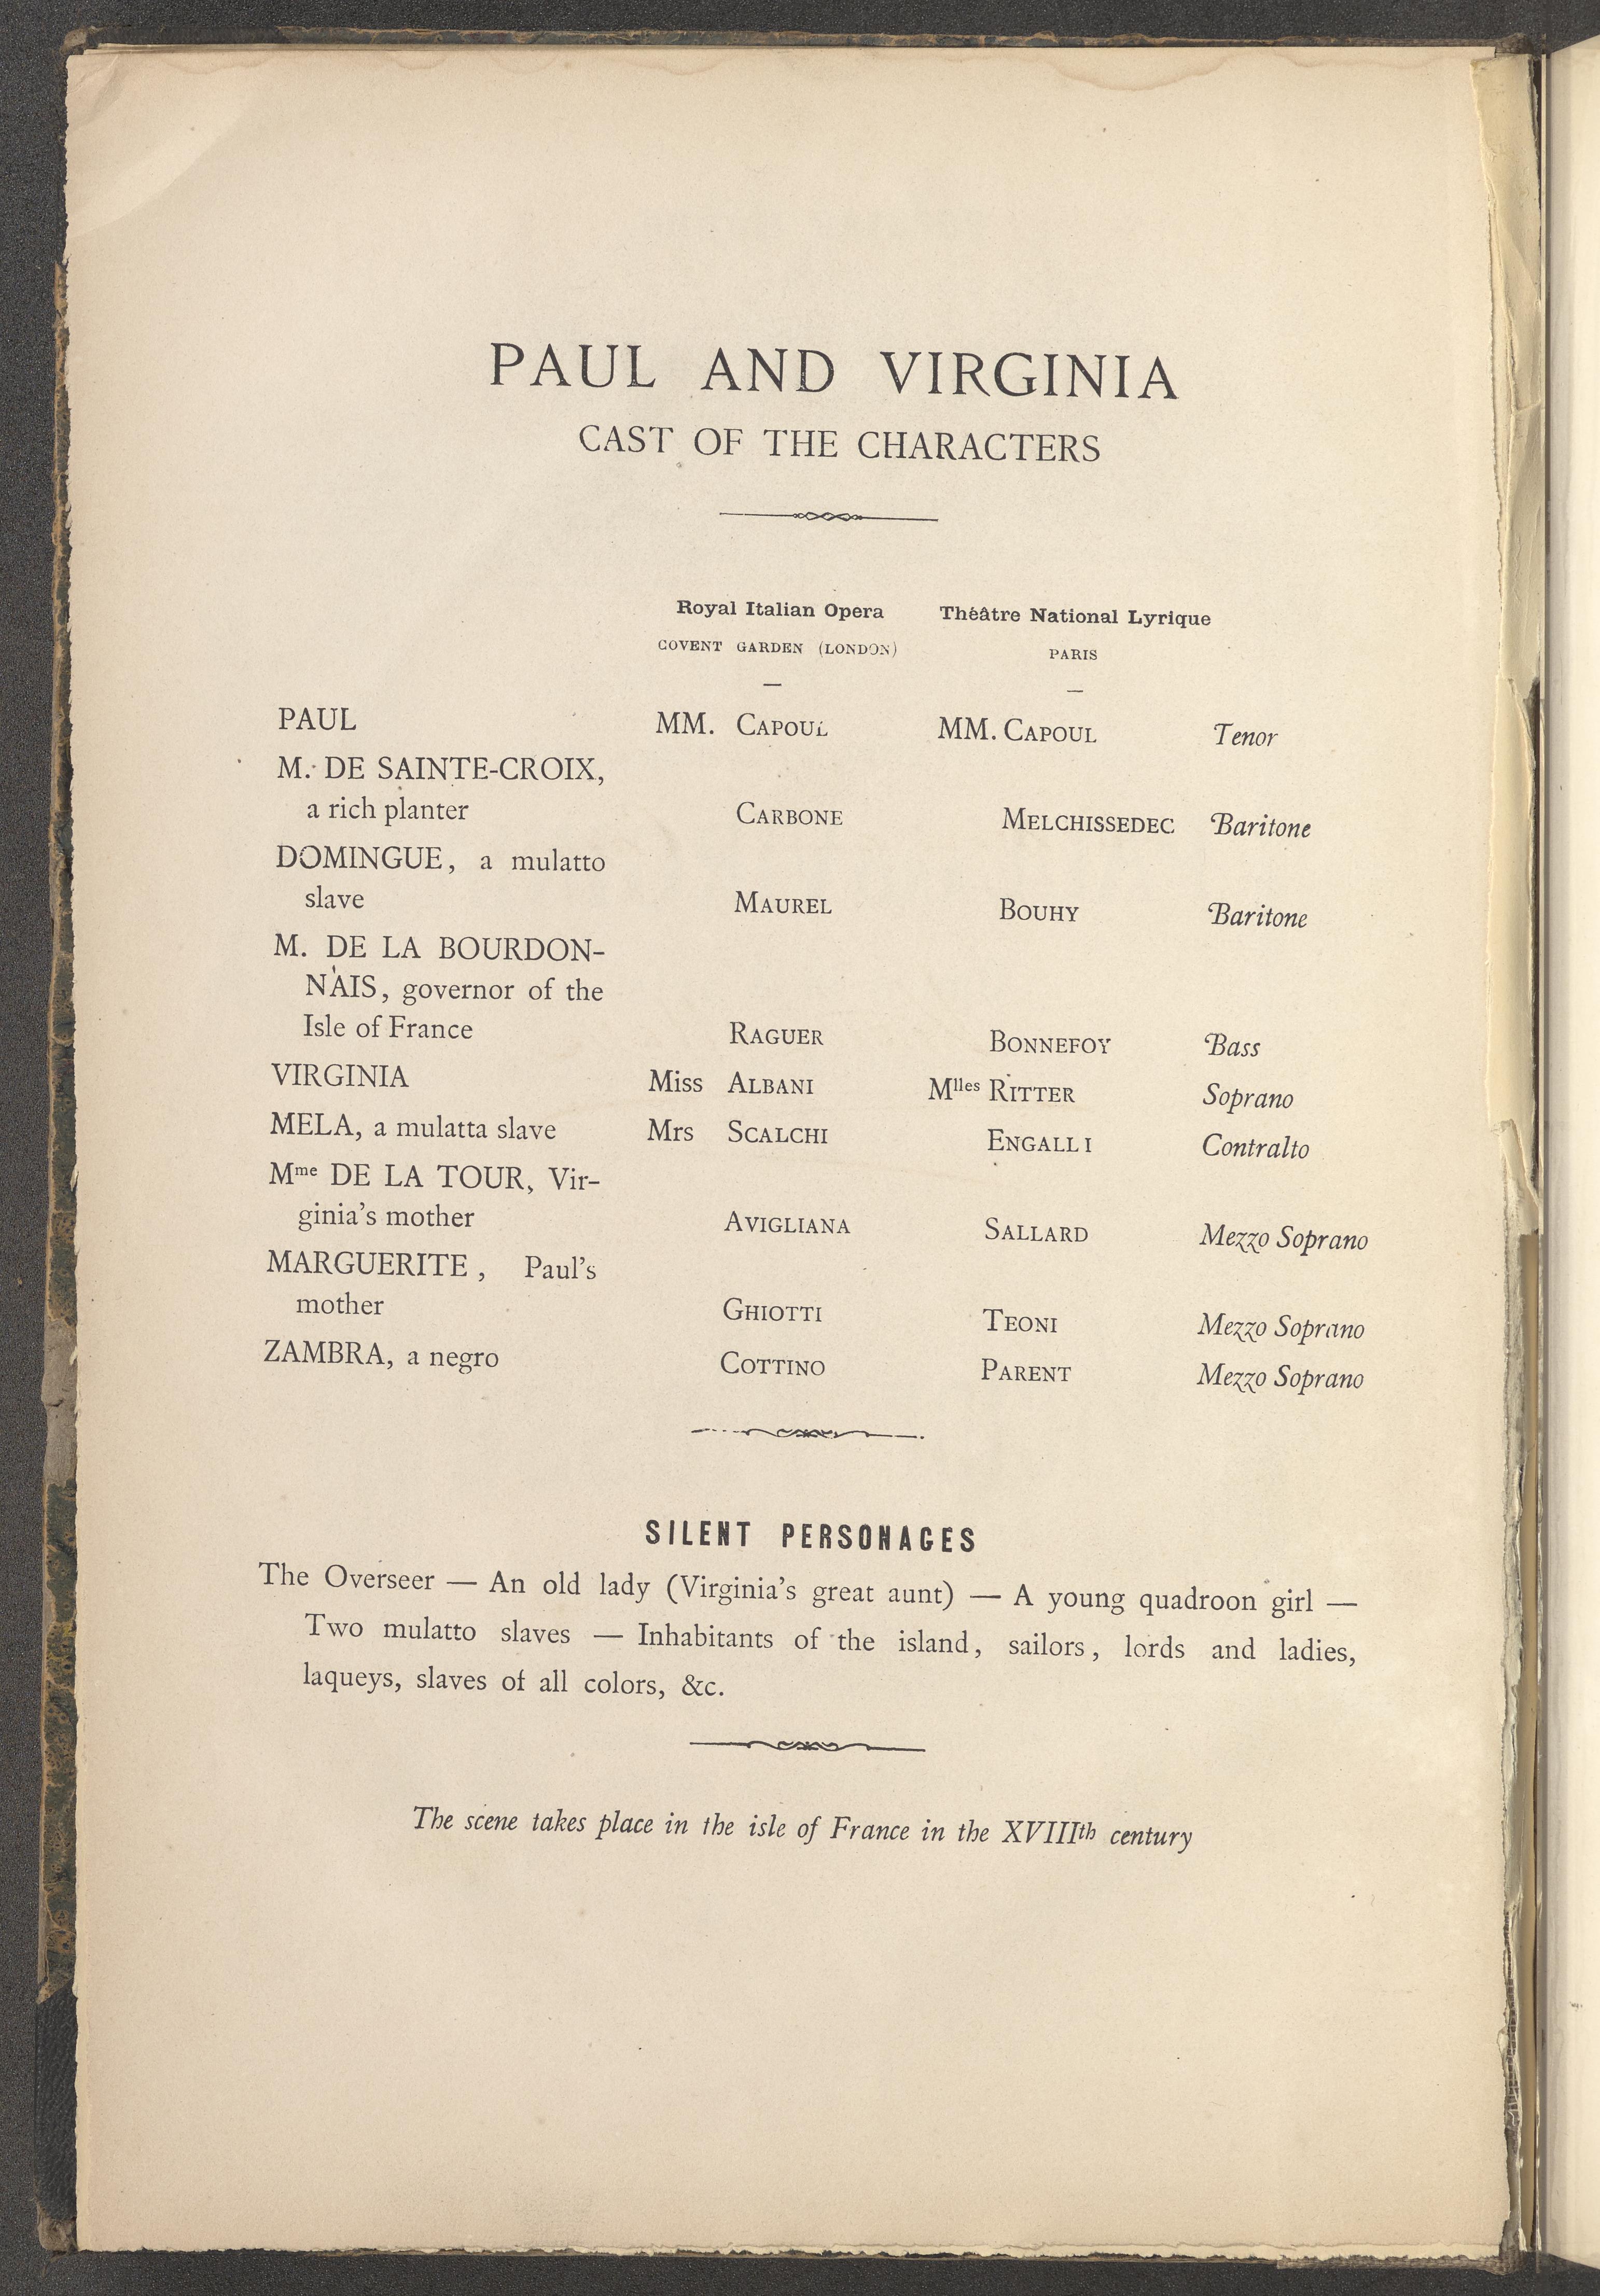 PAUL AND VIRGINIA
CAST OF THE CHARACTERS
Royal Italian Opera Théâtre National Lyrique
COVENT GARDEN (LONDON) PARIS
PAUL MM. CAPOUL MM. CAPOUL Tenor
M. DE SAINTE-CROIX,
a rich planter CARBONE MELCHISSEDEC Baritone
DOMINGUE, a mulatto
slave MAUREL BOUHY Baritone
M. DE LA BOURDON-
NAIS, governor of the
Isle of France RAGUER BONNEFOY Bass
VIRGINIA Miss ALBANI Mlles RITTER Soprano
MELA, a mulatta slave Mrs SCALCHI ENGALLI Contralto
Mme DE LA TOUR, Vir-
ginia's mother AVIGLIANA SALLARD Mezzo Soprano
MARGUERITE, Paul's
mother GHIOTTI TEONI Mezzo Soprano
ZAMBRA, a negro COTTINO PARENT Mezzo Soprano
SILENT PERSONAGES
The Overseer — An old lady (Virginia's great aunt) — A young quadroon girl —
Two mulatto slaves — Inhabitants of the island, sailors, lords and ladies,
laqueys, slaves of all colors, &c.
The scene takes place in the isle of France in the XVIIIth century